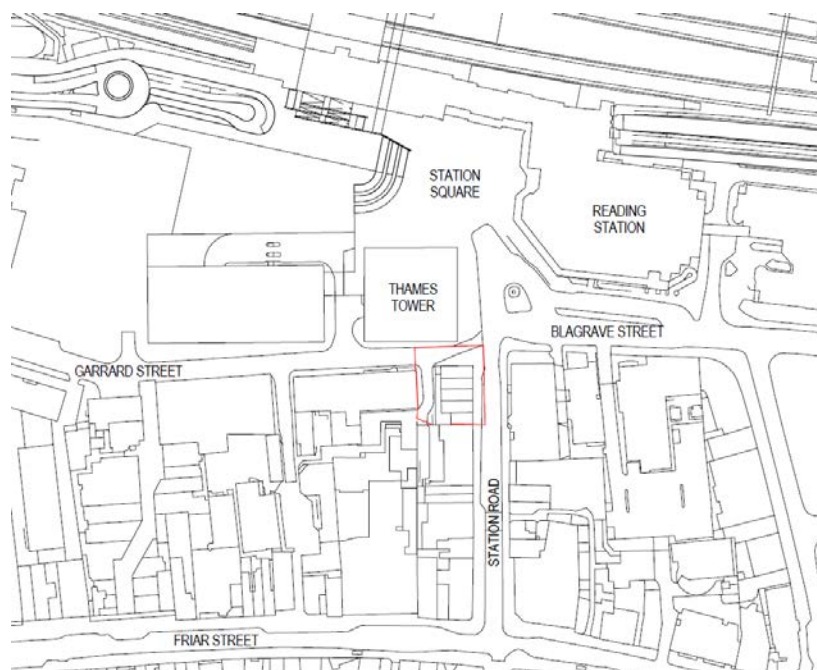 STATION
SQUARE
READING
STATION
THAMES
TOWER
BLAGRAVE STREET
GARRARD STREET
STATION ROAD
FRIAR STREET